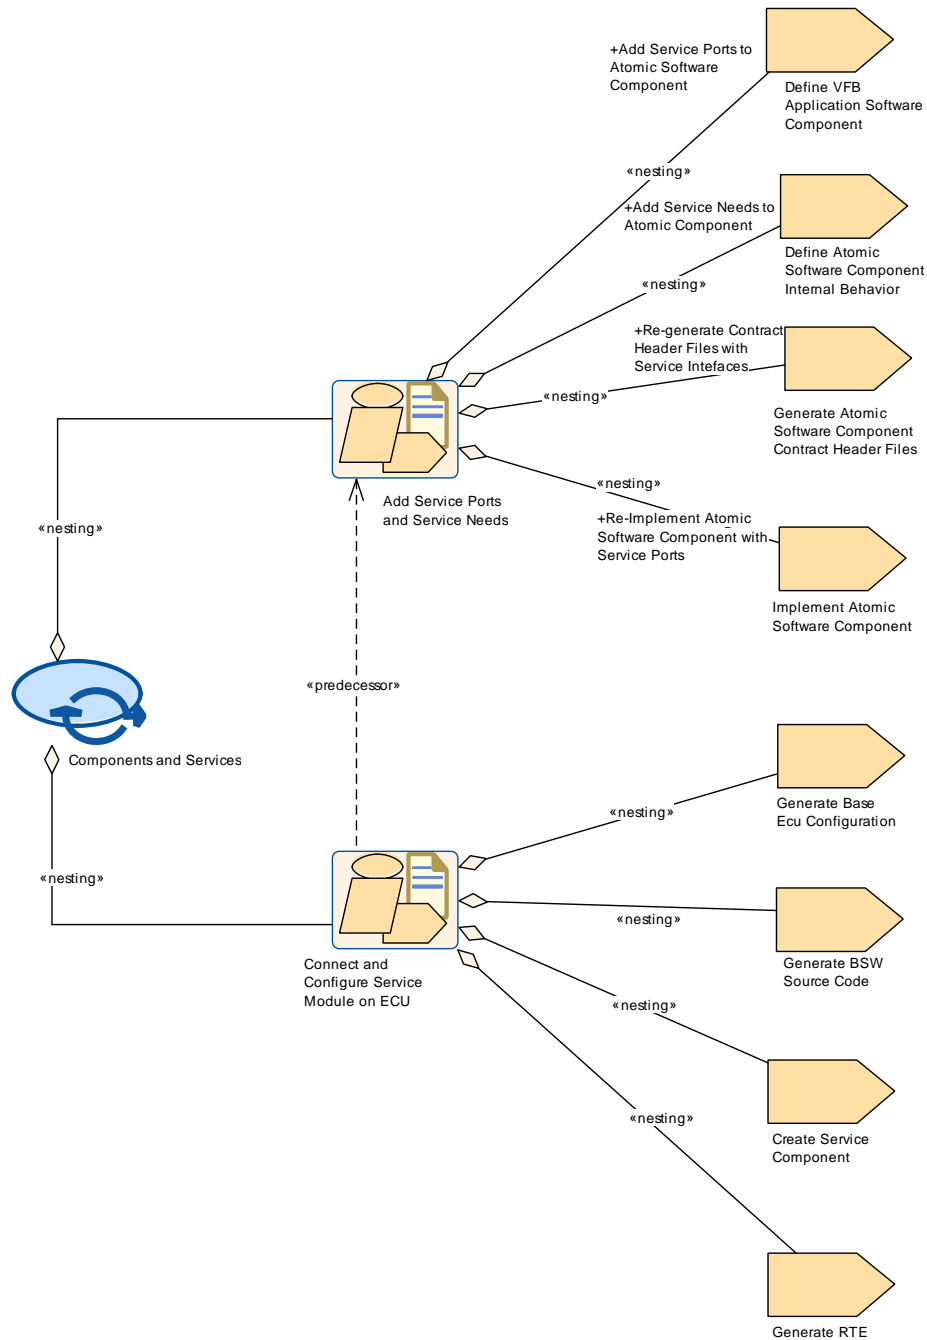 +Add Service Ports to
Atomic Software
Component
Define VFB
Application Software
Component
«nesting»
+Add Service Needs to
Atomic Component
Define Atomic
Software Component
Internal Behavior
«nesting»
+Re-generate Contract
Header Files with
Service Intefaces
«nesting»
Generate Atomic
Software Component
Contract Header Files
«nesting»
Add Service Ports
and Service Needs
+Re-Implement Atomic
Software Component with
Service Ports
«nesting»
Implement Atomic
Software Component
«predecessor»
Components and Services
Generate Base
Ecu Configuration
«nesting»
«nesting»
«nesting»
Generate BSW
Source Code
Connect and
Configure Service
Module on ECU
«nesting»
«nesting»
Create Service
Component
Generate RTE